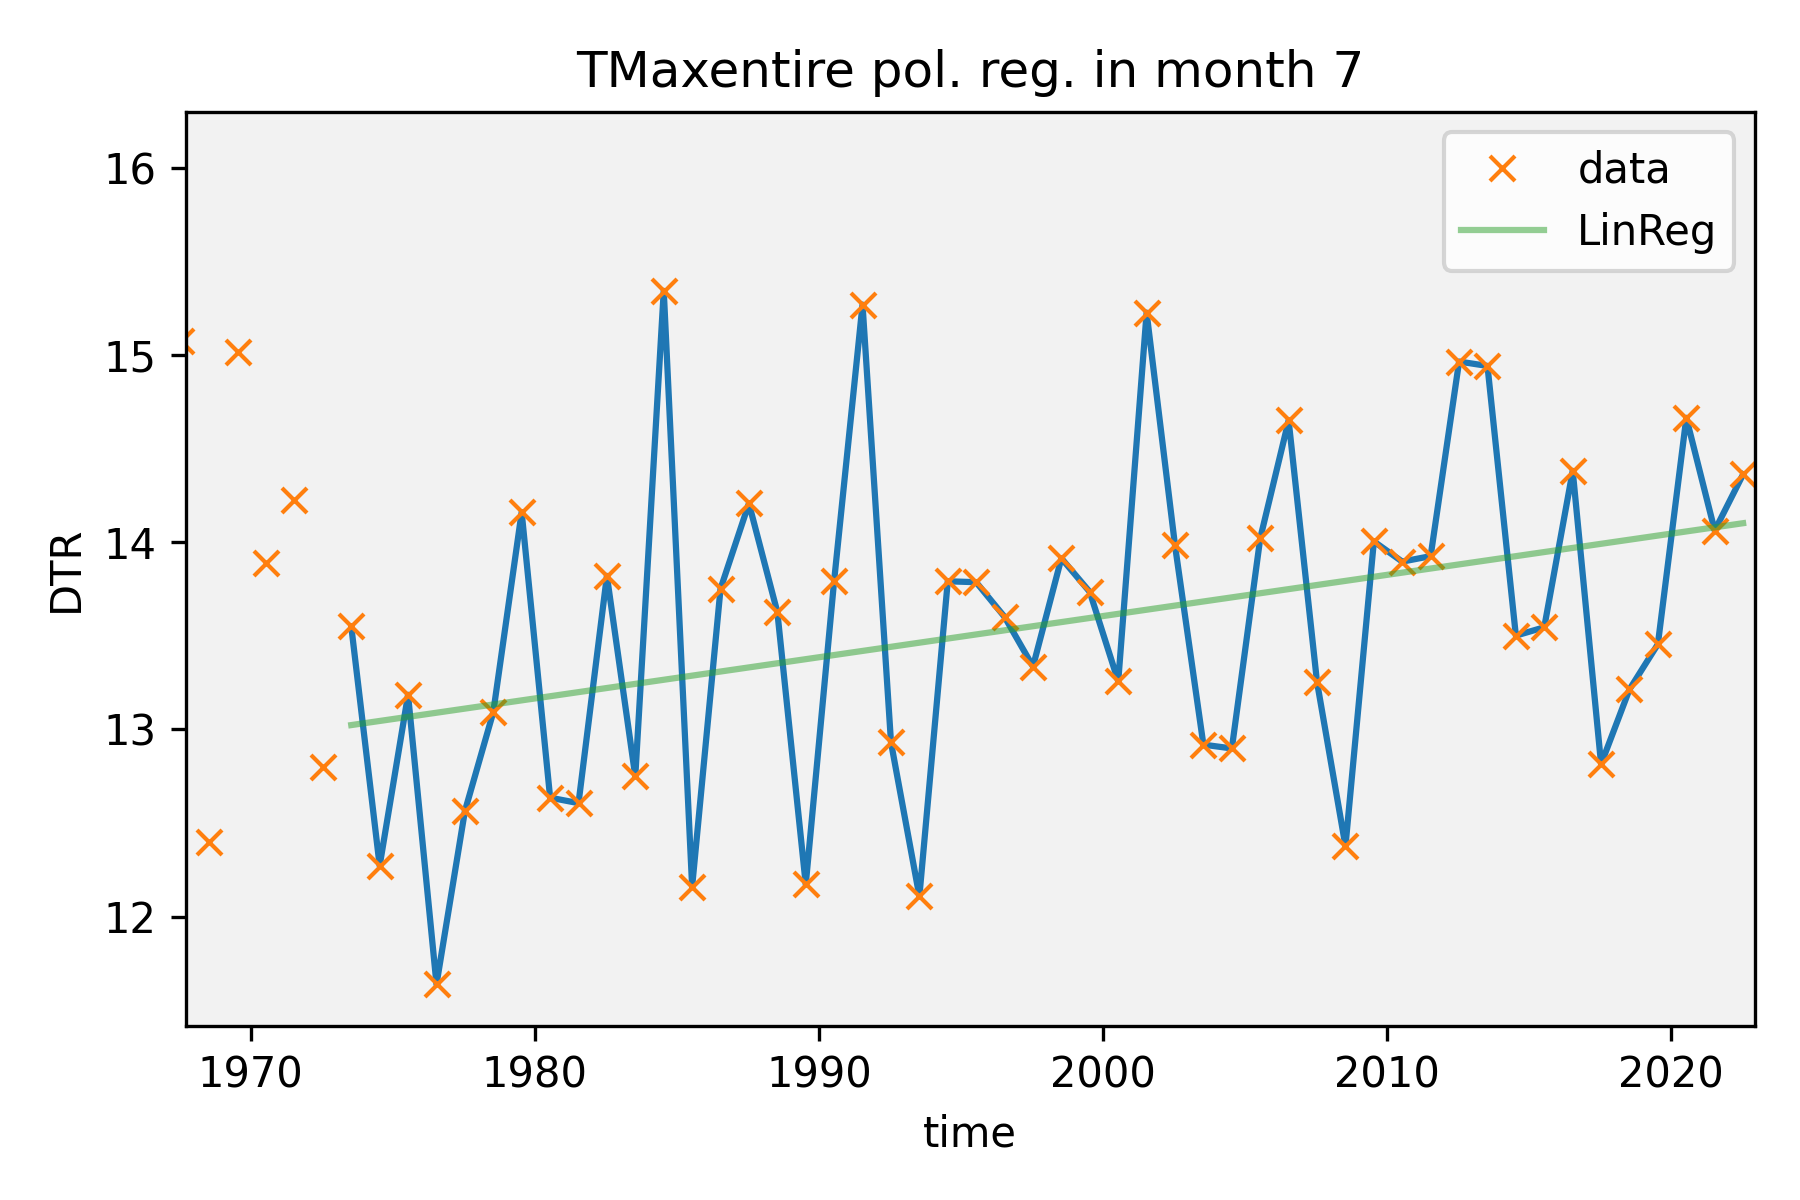 TMaxentire pol. reg. in month 7
data
LinReg
16
15
14
13
12
DTR
1970 1980 1990 2000 2010 2020
time